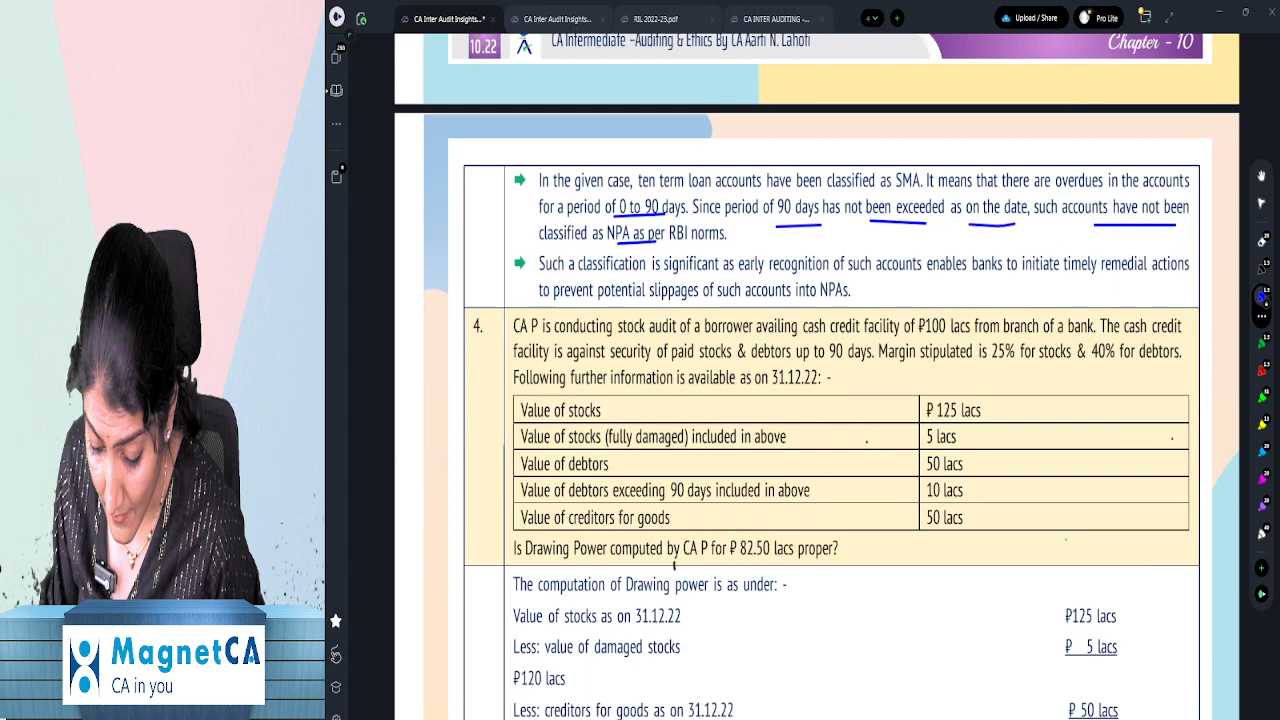 CA Inter Audit Insights...*
CA Inter Audit Insights...
RIL 2022-23.pdf
CA INTER AUDITING -...
4
Upload / Share
Pro Lite
10.22
CA Intermediate –Auditing & Ethics By CA Aarti N. Lahoti
Chapter - 10
In the given case, ten term loan accounts have been classified as SMA. It means that there are overdues in the accounts
for a period of 0 to 90 days. Since period of 90 days has not been exceeded as on the date, such accounts have not been
classified as NPA as per RBI norms.
Such a classification is significant as early recognition of such accounts enables banks to initiate timely remedial actions
to prevent potential slippages of such accounts into NPAs.
4. CA P is conducting stock audit of a borrower availing cash credit facility of ₽100 lacs from branch of a bank. The cash credit
facility is against security of paid stocks & debtors up to 90 days. Margin stipulated is 25% for stocks & 40% for debtors.
Following further information is available as on 31.12.22: -
Value of stocks ₽ 125 lacs
Value of stocks (fully damaged) included in above 5 lacs
Value of debtors 50 lacs
Value of debtors exceeding 90 days included in above 10 lacs
Value of creditors for goods 50 lacs
Is Drawing Power computed by CA P for ₽ 82.50 lacs proper?
The computation of Drawing power is as under: -
Value of stocks as on 31.12.22 ₽125 lacs
Less: value of damaged stocks ₽ 5 lacs
₽120 lacs
Less: creditors for goods as on 31.12.22 ₽ 50 lacs
MagnetCA
CA in you